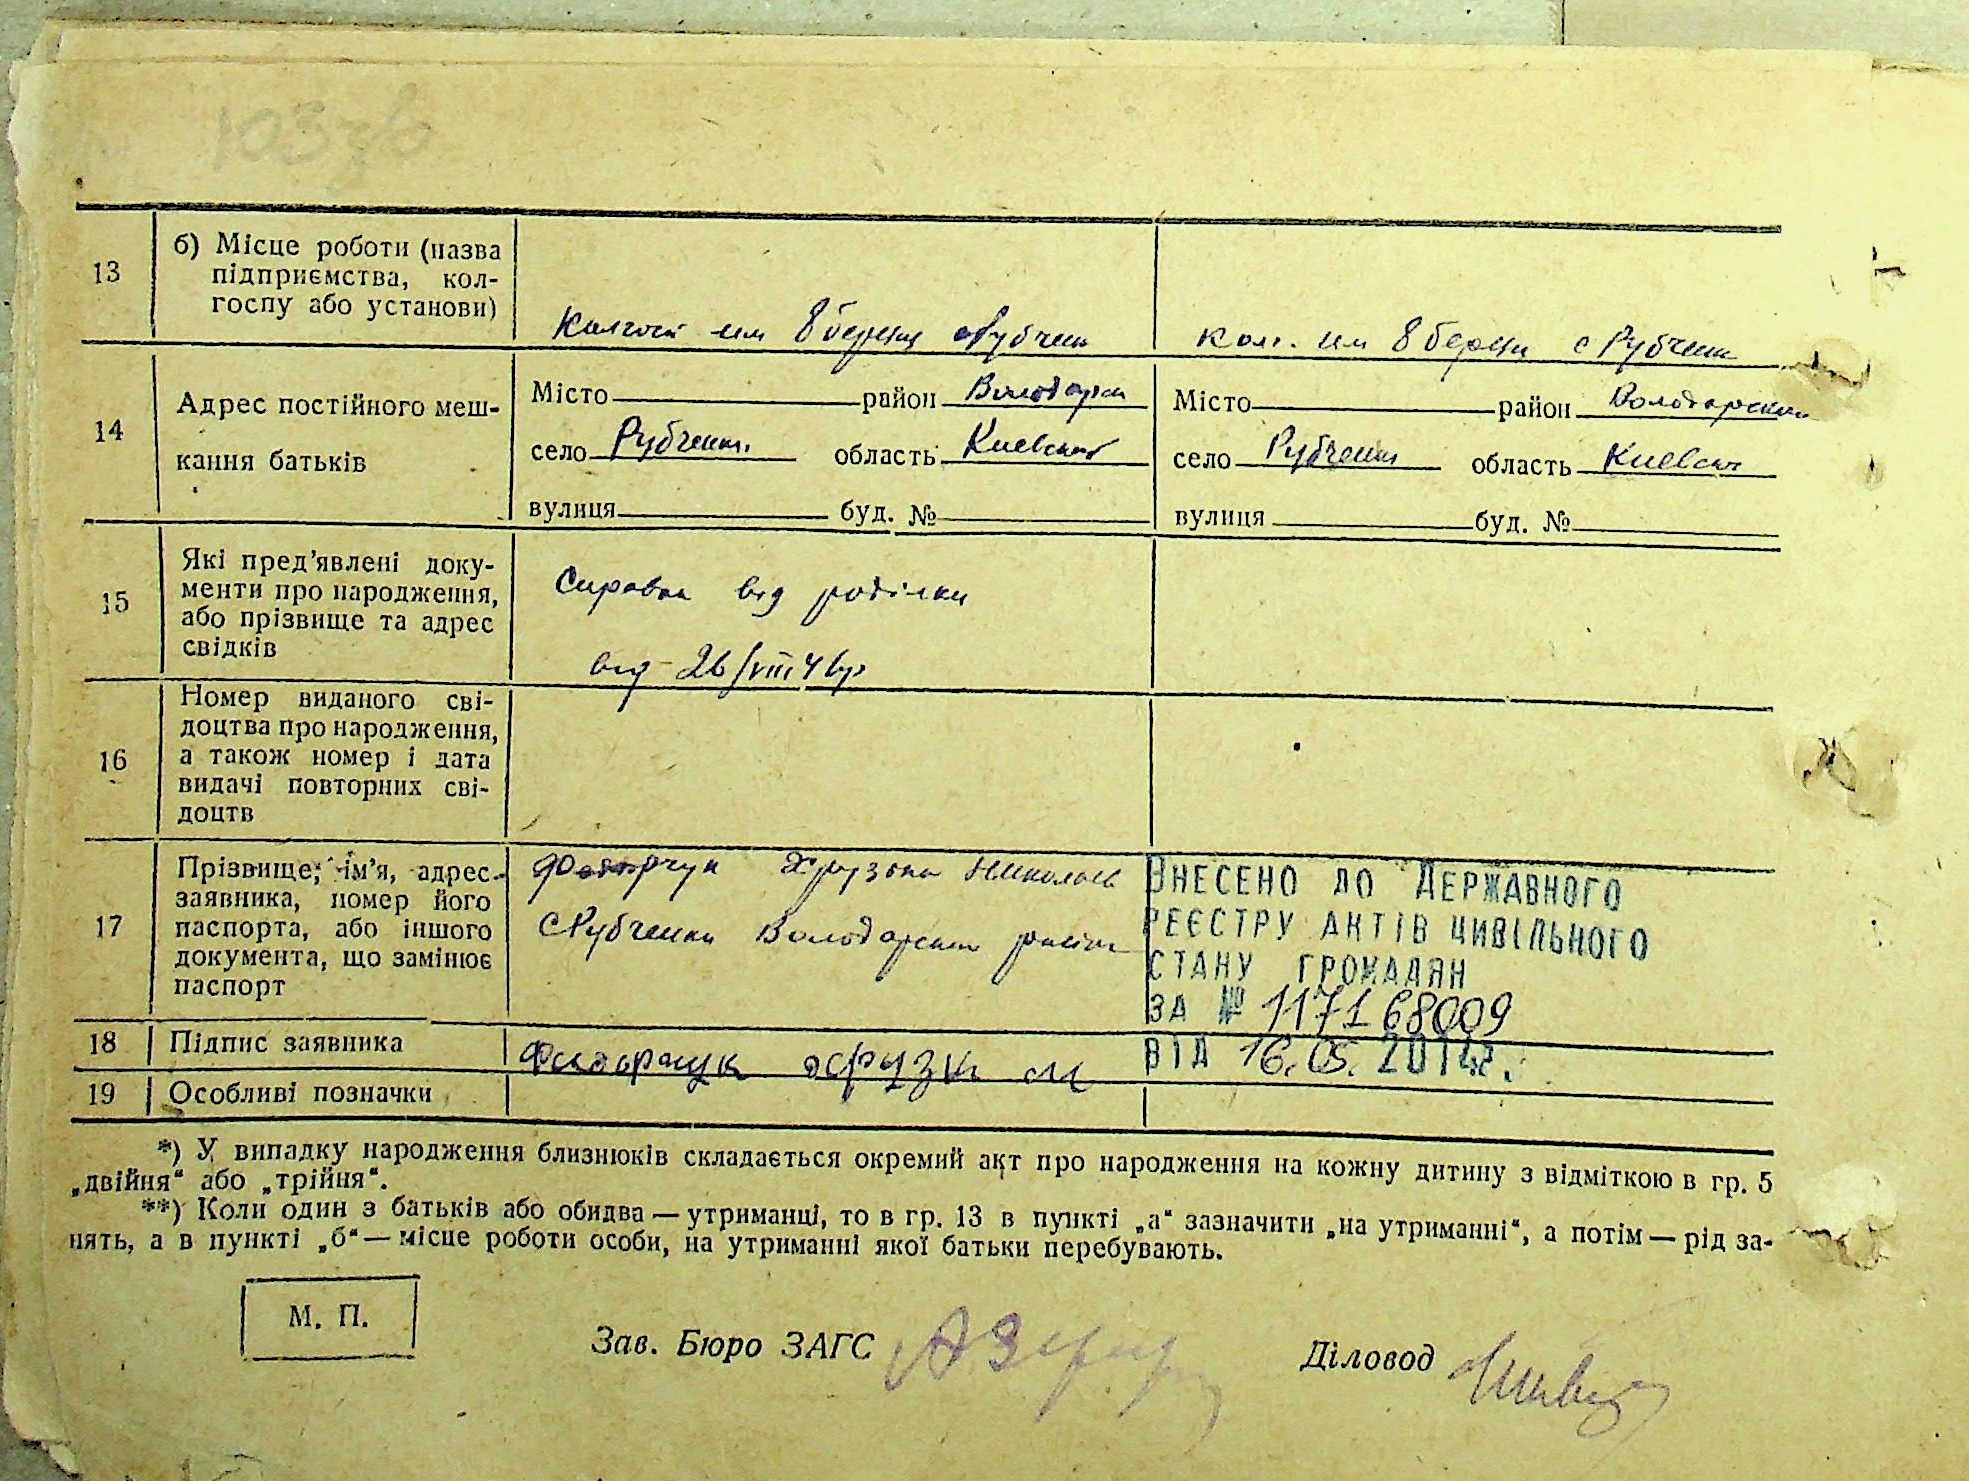 103зв
13
б) Місце роботи (назва
підприємства, кол-
госпу або установи)
Колгосп им 8 березня с Рубченки
кол. им 8 березня с Рубченки
14
Адрес постійного меш-
кання батьків
Місто район Володарск
село Рубченки область Киевская
вулиця буд. №
Місто район Володарский
село Рубченки область Киевск
вулиця буд. №
15
Які пред’явлені доку-
менти про народження,
або прізвище та адрес
свідків
Справка від
від 26/VIII
16
Номер виданого сві-
доцтва про народження,
а також номер і дата
видачі повторних сві-
доцтв
17
Прізвище, ім’я, адрес
заявника, номер його
паспорта, або іншого
документа, що замінює
паспорт
с Рубченки
ВНЕСЕНО ДО ДЕРЖАВНОГО
РЕЄСТРУ АКТІВ ЦИВІЛЬНОГО
СТАНУ ГРОМАДЯН
ЗА № 117168009
ВІД 16.05.2014р.
18
Підпис заявника
19
Особливі позначки
*) У випадку народження близнюків складається окремий акт про народження на кожну дитину з відміткою в гр. 5
„двійня“ або „трійня“.
**) Коли один з батьків або обидва — утриманці, то в гр. 13 в пункті „а“ зазначити „на утриманні“, а потім — рід за-
нять, а в пункті „б“ — місце роботи особи, на утриманні якої батьки перебувають.
М. П.
Зав. Бюро ЗАГС
Діловод